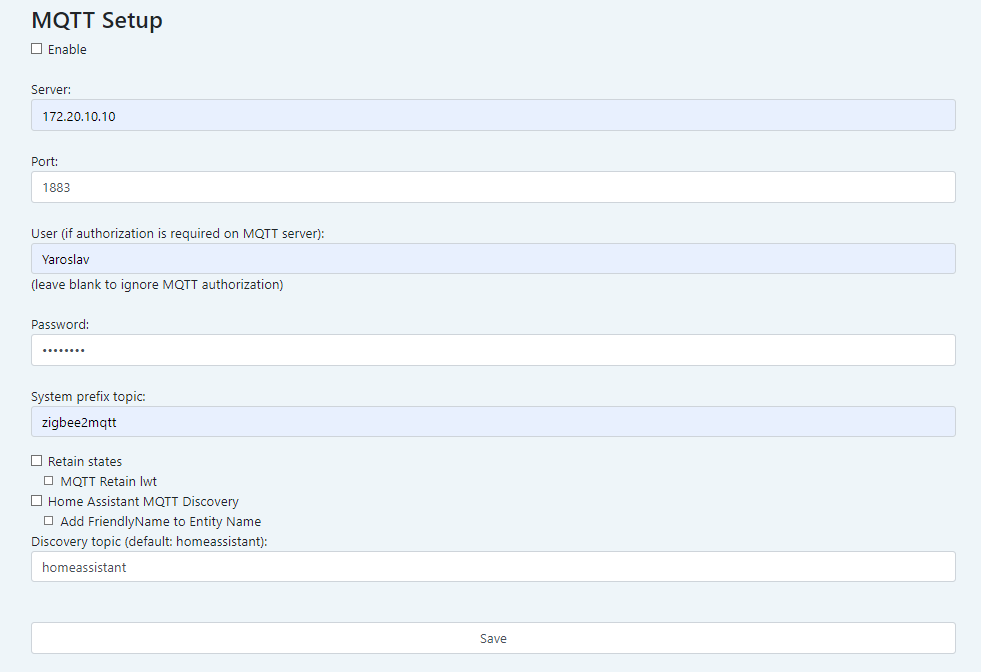 MQTT Setup
Enable
Server:
172.20.10.10
Port:
1883
User (if authorization is required on MQTT server):
Yaroslav
(leave blank to ignore MQTT authorization)
Password:
••••••••
System prefix topic:
zigbee2mqtt
Retain states
MQTT Retain lwt
Home Assistant MQTT Discovery
Add FriendlyName to Entity Name
Discovery topic (default: homeassistant):
homeassistant
Save